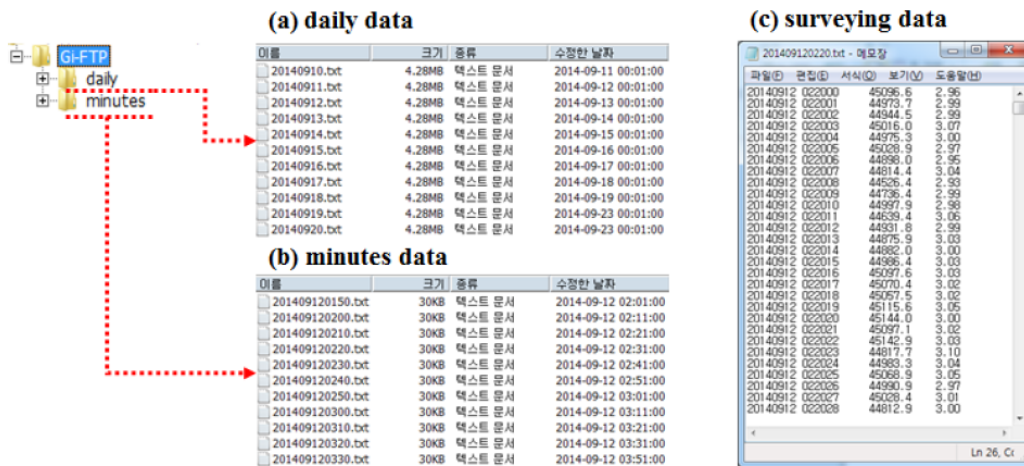 (a) daily data
(c) surveying data
Gi-FTP
daily
minutes
이름 크기 종류 수정한 날짜
20140910.txt 4.28MB 텍스트 문서 2014-09-11 00:01:00
20140911.txt 4.28MB 텍스트 문서 2014-09-12 00:01:00
20140912.txt 4.28MB 텍스트 문서 2014-09-13 00:01:00
20140913.txt 4.28MB 텍스트 문서 2014-09-14 00:01:00
20140914.txt 4.28MB 텍스트 문서 2014-09-15 00:01:00
20140915.txt 4.28MB 텍스트 문서 2014-09-16 00:01:00
20140916.txt 4.28MB 텍스트 문서 2014-09-17 00:01:00
20140917.txt 4.28MB 텍스트 문서 2014-09-18 00:01:00
20140918.txt 4.28MB 텍스트 문서 2014-09-19 00:01:00
20140919.txt 4.28MB 텍스트 문서 2014-09-23 00:01:00
20140920.txt 4.28MB 텍스트 문서 2014-09-23 00:01:00
(b) minutes data
이름 크기 종류 수정한 날짜
201409120150.txt 30KB 텍스트 문서 2014-09-12 02:01:00
201409120200.txt 30KB 텍스트 문서 2014-09-12 02:11:00
201409120210.txt 30KB 텍스트 문서 2014-09-12 02:21:00
201409120220.txt 30KB 텍스트 문서 2014-09-12 02:31:00
201409120230.txt 30KB 텍스트 문서 2014-09-12 02:41:00
201409120240.txt 30KB 텍스트 문서 2014-09-12 02:51:00
201409120250.txt 30KB 텍스트 문서 2014-09-12 03:01:00
201409120300.txt 30KB 텍스트 문서 2014-09-12 03:11:00
201409120310.txt 30KB 텍스트 문서 2014-09-12 03:21:00
201409120320.txt 30KB 텍스트 문서 2014-09-12 03:31:00
201409120330.txt 30KB 텍스트 문서 2014-09-12 03:51:00
201409120220.txt - 메모장
파일(F) 편집(E) 서식(O) 보기(V) 도움말(H)
20140912 022000 45096.6 2.96
20140912 022001 44973.7 2.99
20140912 022002 44944.5 2.99
20140912 022003 45016.0 3.07
20140912 022004 44975.3 3.00
20140912 022005 45028.9 2.97
20140912 022006 44898.0 2.95
20140912 022007 44814.4 3.04
20140912 022008 44526.4 2.93
20140912 022009 44736.4 2.99
20140912 022010 44997.9 2.98
20140912 022011 44639.4 3.06
20140912 022012 44931.8 2.99
20140912 022013 44875.9 3.03
20140912 022014 44882.0 3.00
20140912 022015 44986.4 3.03
20140912 022016 45097.6 3.03
20140912 022017 45070.4 3.02
20140912 022018 45057.5 3.02
20140912 022019 45115.6 3.05
20140912 022020 45144.0 3.00
20140912 022021 45097.1 3.02
20140912 022022 45142.9 3.03
20140912 022023 44817.7 3.10
20140912 022024 44983.3 3.04
20140912 022025 45068.9 3.05
20140912 022026 44990.9 2.97
20140912 022027 45028.4 3.01
20140912 022028 44812.9 3.00
Ln 26, Cc